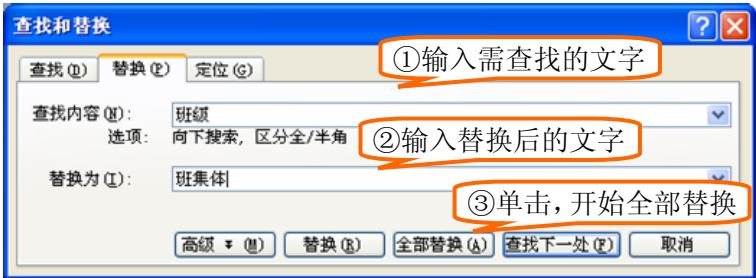 查找和替换
查找(D) 替换(P) 定位(G)
①输入需查找的文字
查找内容(N): 班级
选项: 向下搜索, 区分全/半角
②输入替换后的文字
替换为(I): 班集体
③单击,开始全部替换
高级 (M) 替换(R) 全部替换(A) 查找下一处(F) 取消